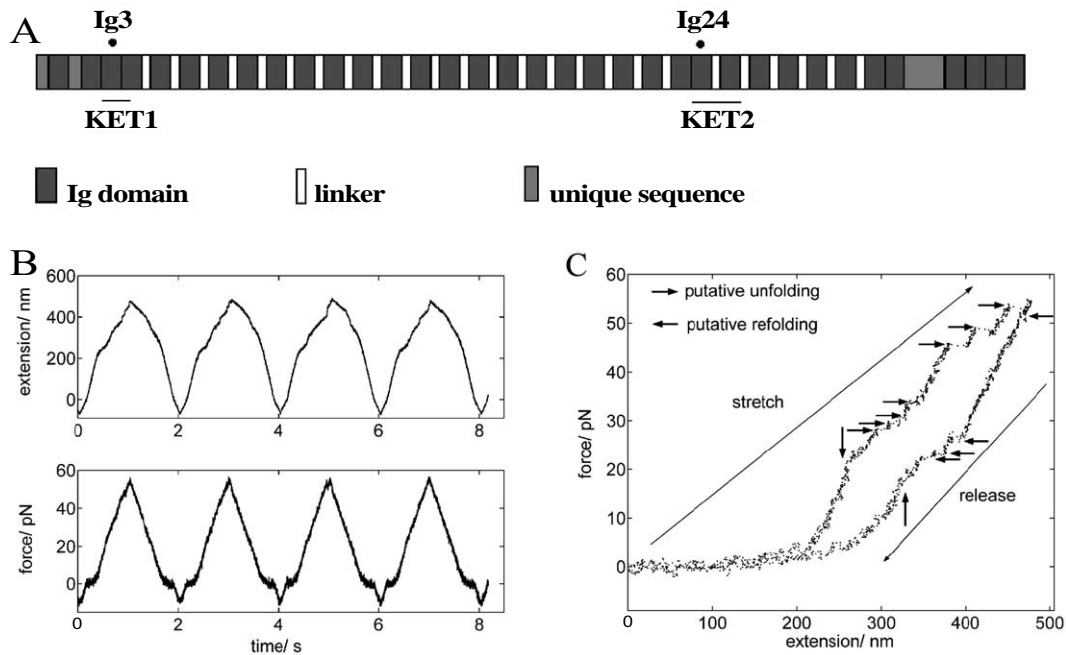 A
Ig3
Ig24
KET1
KET2
Ig domain
linker
unique sequence
B
600
400
200
0
extension/ nm
0
2
4
6
8
60
40
20
0
force/ pN
0
2
4
6
8
time/ s
C
60
50
40
30
20
10
0
force/ pN
putative unfolding
putative refolding
stretch
release
0
100
200
300
400
500
extension/ nm